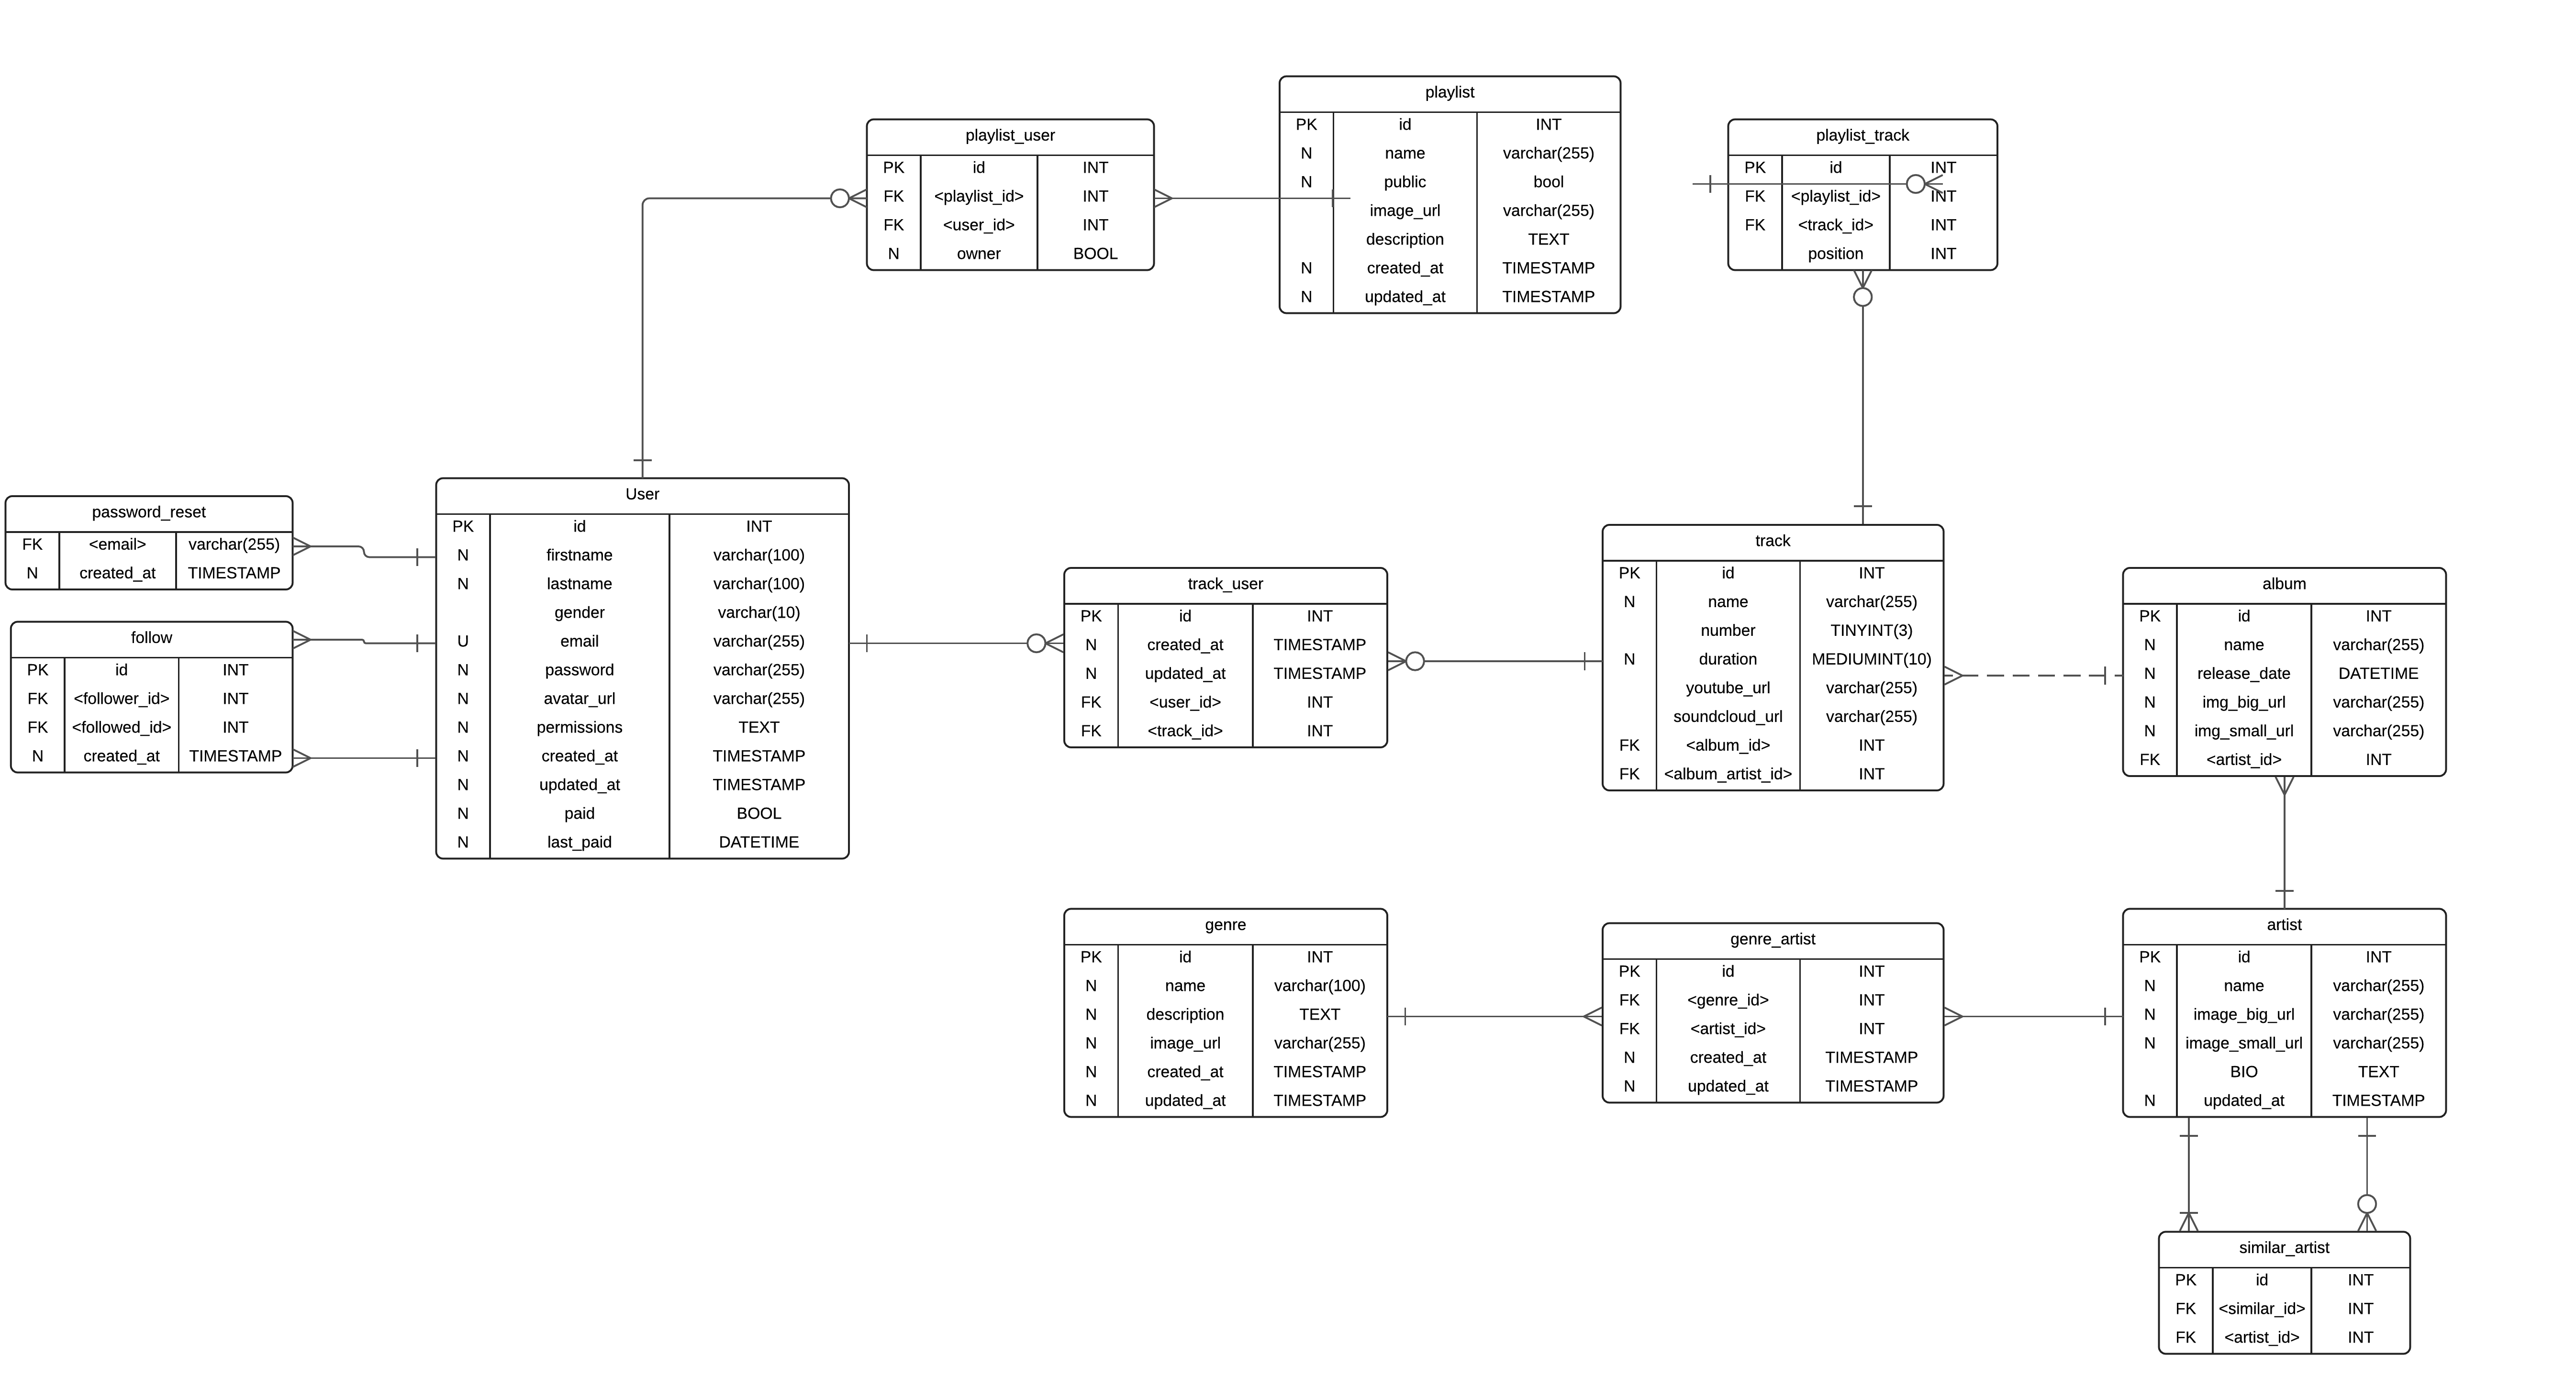 playlist
PK id INT
N name varchar(255)
N public bool
image_url varchar(255)
description TEXT
N created_at TIMESTAMP
N updated_at TIMESTAMP
playlist_user
PK id INT
FK <playlist_id> INT
FK <user_id> INT
N owner BOOL
playlist_track
PK id INT
FK <playlist_id> INT
FK <track_id> INT
position INT
User
PK id INT
N firstname varchar(100)
N lastname varchar(100)
gender varchar(10)
U email varchar(255)
N password varchar(255)
N avatar_url varchar(255)
N permissions TEXT
N created_at TIMESTAMP
N updated_at TIMESTAMP
N paid BOOL
N last_paid DATETIME
password_reset
FK <email> varchar(255)
N created_at TIMESTAMP
follow
PK id INT
FK <follower_id> INT
FK <followed_id> INT
N created_at TIMESTAMP
track_user
PK id INT
N created_at TIMESTAMP
N updated_at TIMESTAMP
FK <user_id> INT
FK <track_id> INT
track
PK id INT
N name varchar(255)
number TINYINT(3)
N duration MEDIUMINT(10)
youtube_url varchar(255)
soundcloud_url varchar(255)
FK <album_id> INT
FK <album_artist_id> INT
album
PK id INT
N name varchar(255)
N release_date DATETIME
N img_big_url varchar(255)
N img_small_url varchar(255)
FK <artist_id> INT
genre
PK id INT
N name varchar(100)
N description TEXT
N image_url varchar(255)
N created_at TIMESTAMP
N updated_at TIMESTAMP
genre_artist
PK id INT
FK <genre_id> INT
FK <artist_id> INT
N created_at TIMESTAMP
N updated_at TIMESTAMP
artist
PK id INT
N name varchar(255)
N image_big_url varchar(255)
N image_small_url varchar(255)
BIO TEXT
N updated_at TIMESTAMP
similar_artist
PK id INT
FK <similar_id> INT
FK <artist_id> INT